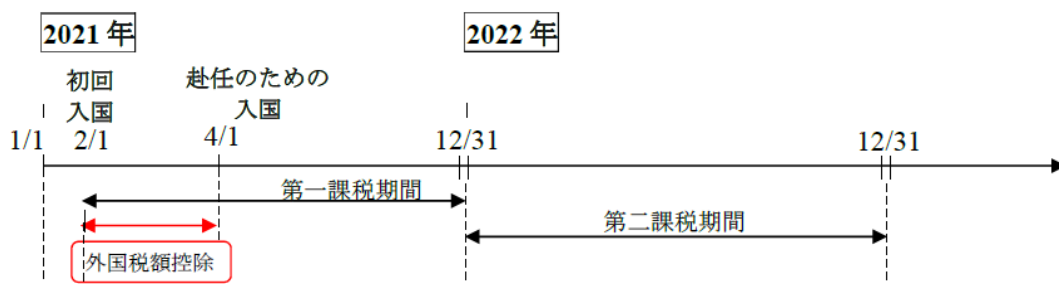 2021 年
2022 年
初回
入国
赴任のための
入国
1/1
2/1
4/1
12/31
12/31
第一課税期間
第二課税期間
外国税額控除